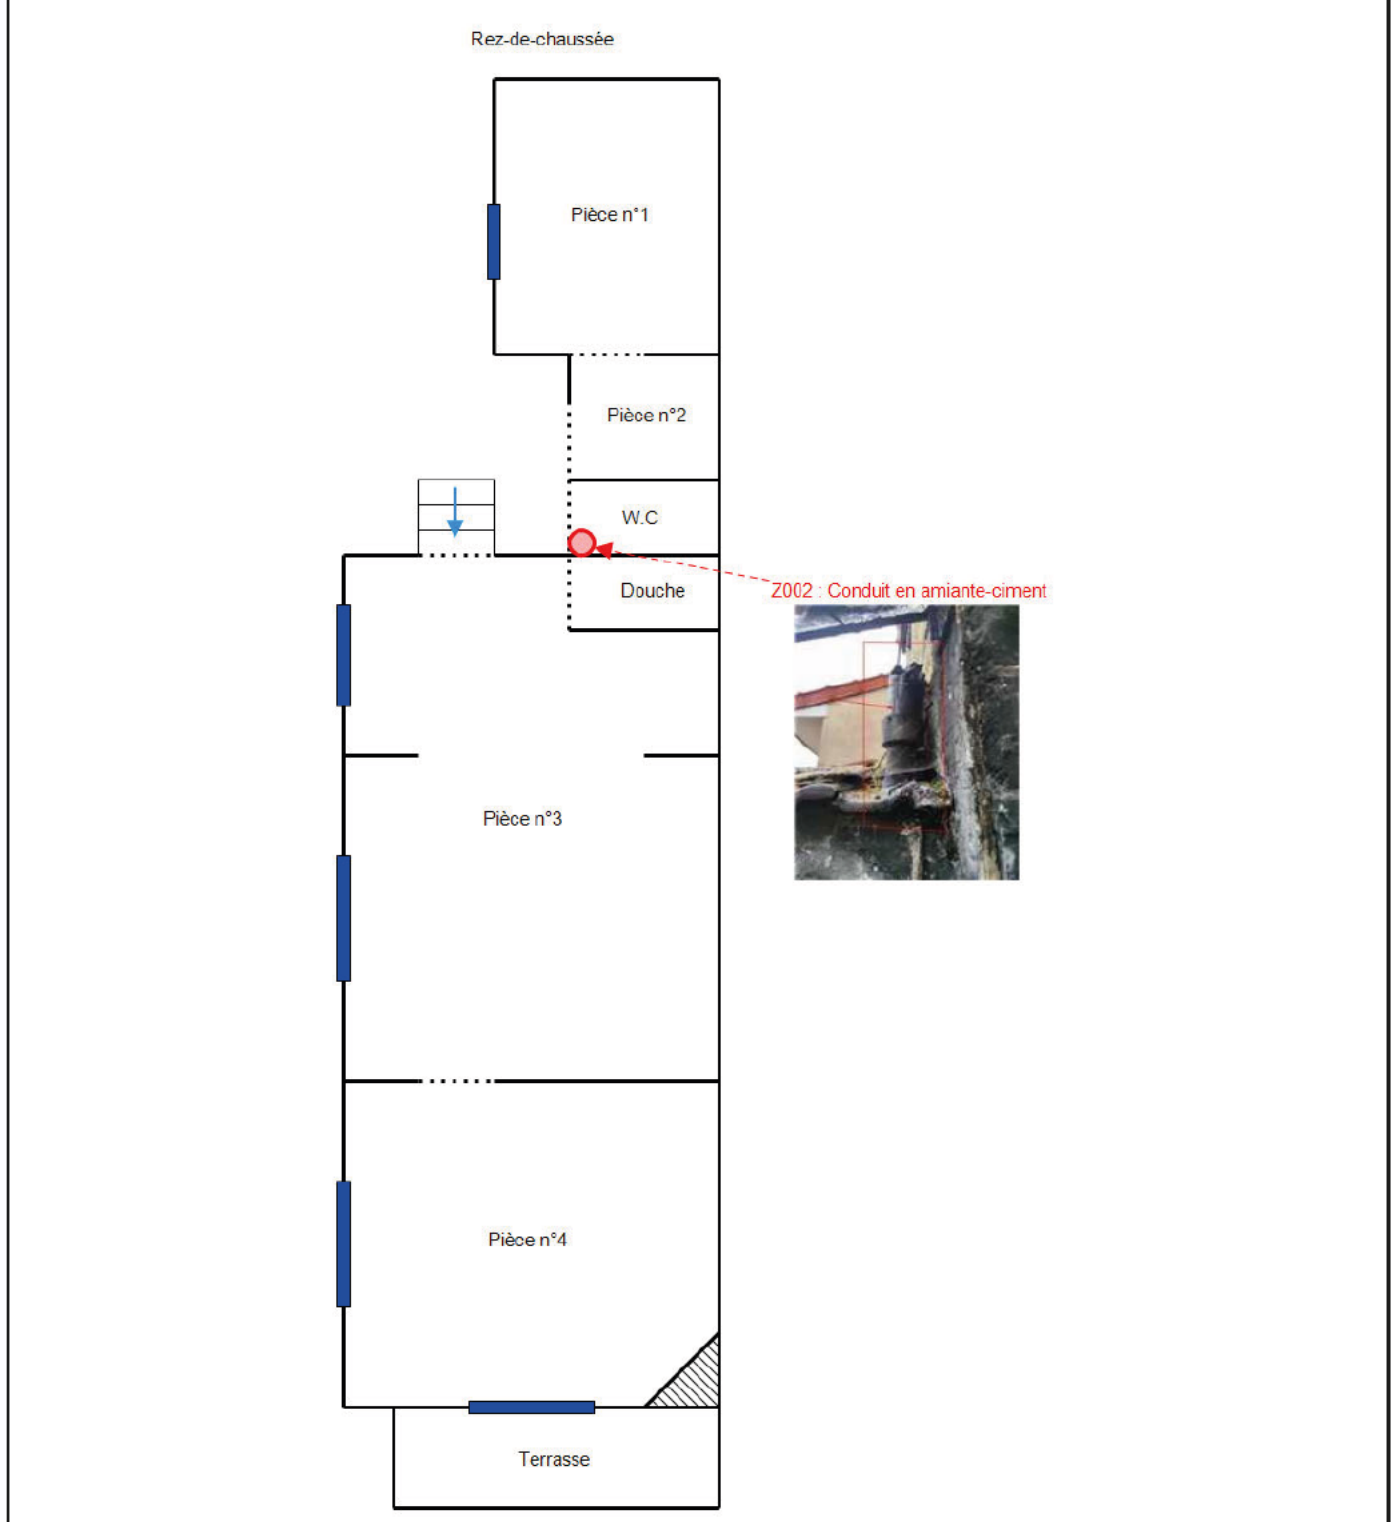 Rez-de-chaussée
Pièce n°1
Pièce n°2
W.C
Douche
Z002 : Conduit en amiante-ciment
Pièce n°3
Pièce n°4
Terrasse